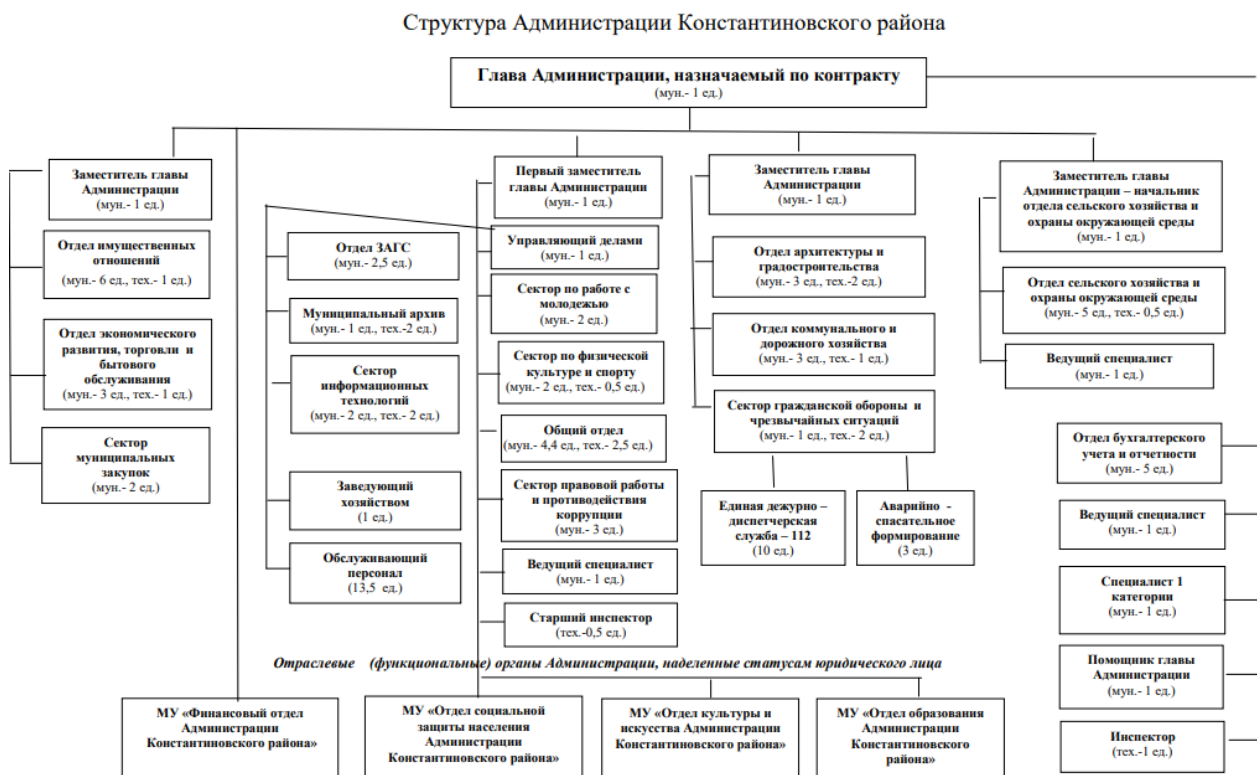 Структура Администрации Константиновского района
Глава Администрации, назначаемый по контракту
(мун.- 1 ед.)
Заместитель главы
Администрации
(мун.- 1 ед.)
Отдел имущественных
отношений
(мун.- 6 ед., тех.- 1 ед.)
Отдел экономического
развития, торговли и
бытового
обслуживания
(мун.- 3 ед., тех.- 1 ед.)
Сектор
муниципальных
закупок
(мун.- 2 ед.)
Отдел ЗАГС
(мун.- 2,5 ед.)
Муниципальный архив
(мун.- 1 ед., тех.-2 ед.)
Сектор
информационных
технологий
(мун.- 2 ед., тех.- 2 ед.)
Заведующий
хозяйством
(1 ед.)
Обслуживающий
персонал
(13,5 ед.)
Первый заместитель
главы Администрации
(мун.- 1 ед.)
Управляющий делами
(мун.- 1 ед.)
Сектор по работе с
молодежью
(мун.- 2 ед.)
Сектор по физической
культуре и спорту
(мун.- 2 ед., тех.- 0,5 ед.)
Общий отдел
(мун.- 4,4 ед., тех.- 2,5 ед.)
Сектор правовой работы
и противодействия
коррупции
(мун.- 3 ед.)
Ведущий специалист
(мун.- 1 ед.)
Старший инспектор
(тех.-0,5 ед.)
Заместитель главы
Администрации
(мун.- 1 ед.)
Отдел архитектуры и
градостроительства
(мун.- 3 ед., тех.-2 ед.)
Отдел коммунального и
дорожного хозяйства
(мун.- 3 ед., тех.- 1 ед.)
Сектор гражданской обороны и
чрезвычайных ситуаций
(мун.- 1 ед., тех.- 2 ед.)
Единая дежурно –
диспетчерская
служба – 112
(10 ед.)
Аварийно -
спасательное
формирование
(3 ед.)
Заместитель главы
Администрации – начальник
отдела сельского хозяйства и
охраны окружающей среды
(мун.- 1 ед.)
Отдел сельского хозяйства и
охраны окружающей среды
(мун.- 5 ед., тех.- 0,5 ед.)
Ведущий специалист
(мун.- 1 ед.)
Отдел бухгалтерского
учета и отчетности
(мун.- 5 ед.)
Ведущий специалист
(мун.- 1 ед.)
Специалист 1
категории
(мун.- 1 ед.)
Помощник главы
Администрации
(мун.- 1 ед.)
Инспектор
(тех.-1 ед.)
Отраслевые (функциональные) органы Администрации, наделенные статусам юридического лица
МУ «Финансовый отдел
Администрации
Константиновского района»
МУ «Отдел социальной
защиты населения
Администрации
Константиновского района»
МУ «Отдел культуры и
искусства Администрации
Константиновского района»
МУ «Отдел образования
Администрации
Константиновского
района»